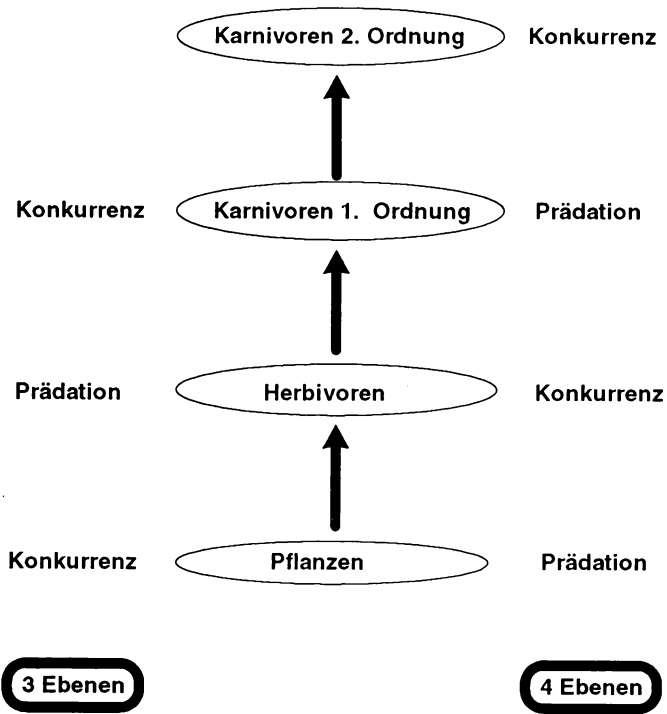 Karnivoren 2. Ordnung Konkurrenz
Konkurrenz Karnivoren 1. Ordnung Prädation
Prädation Herbivoren Konkurrenz
Konkurrenz Pflanzen Prädation
3 Ebenen 4 Ebenen